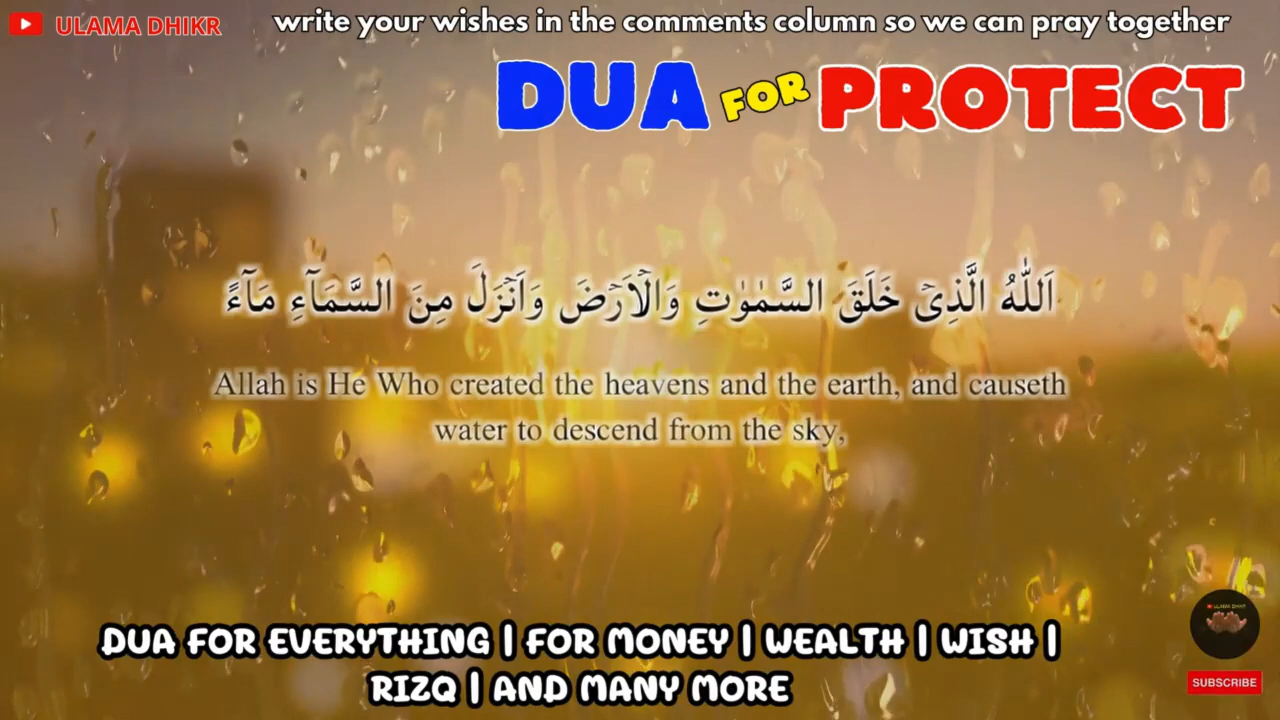 ULAMA DHIKR
write your wishes in the comments column so we can pray together
DUA FOR PROTECT
اَللّٰهُ الَّذِىۡ خَلَقَ السَّمٰوٰتِ وَالۡاَرۡضَ وَاَنۡزَلَ مِنَ السَّمَآءِ مَآءً
Allah is He Who created the heavens and the earth, and causeth
water to descend from the sky,
DUA FOR EVERYTHING | FOR MONEY | WEALTH | WISH |
RIZQ | AND MANY MORE
ULAMA DHIKR
SUBSCRIBE